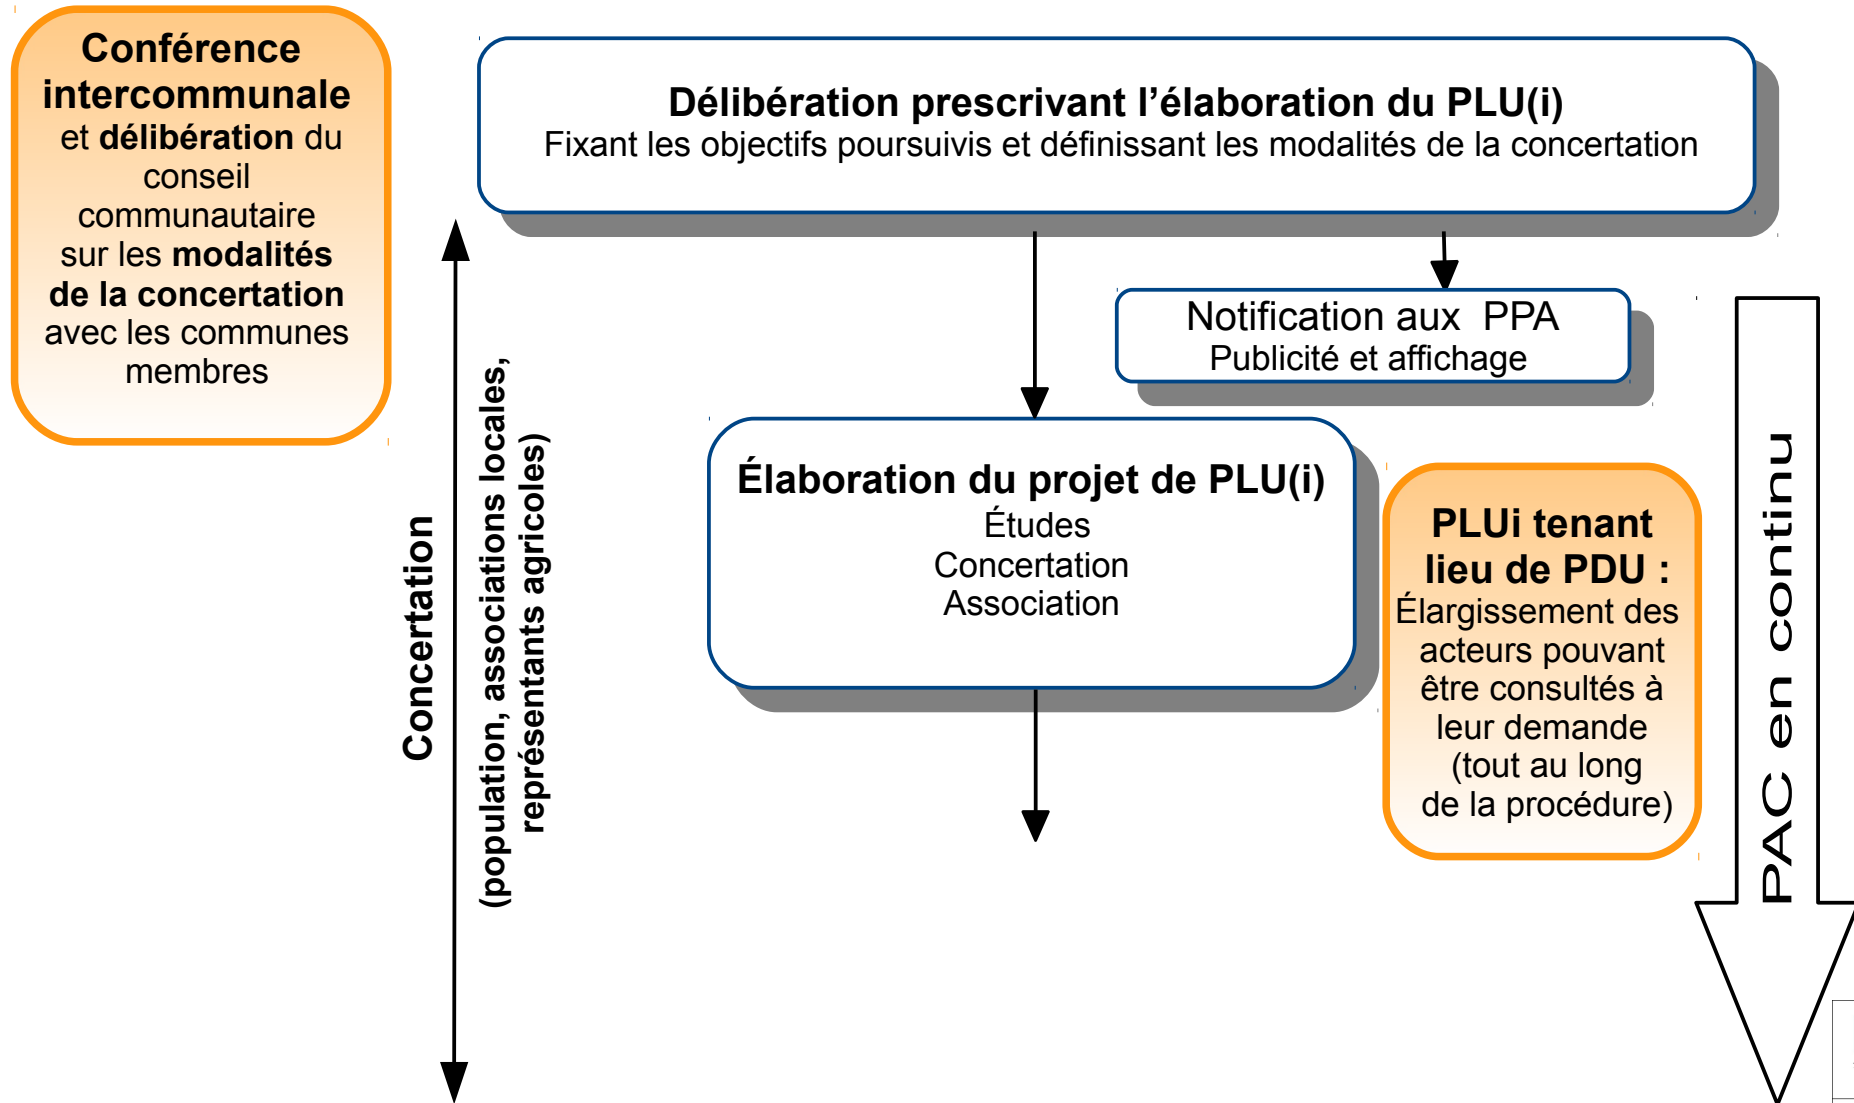 Conférence
intercommunale
et délibération du
conseil
communautaire
sur les modalités
de la concertation
avec les communes
membres
Délibération prescrivant l’élaboration du PLU(i)
Fixant les objectifs poursuivis et définissant les modalités de la concertation
Notification aux PPA
Publicité et affichage
Concertation
(population, associations locales,
représentants agricoles)
Élaboration du projet de PLU(i)
Études
Concertation
Association
PLUi tenant
lieu de PDU :
Élargissement des
acteurs pouvant
être consultés à
leur demande
(tout au long
de la procédure)
PAC en continu